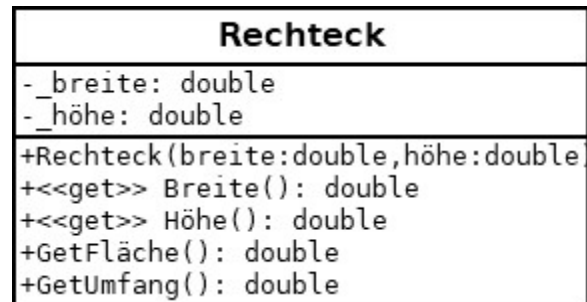 Rechteck
-_breite: double
-_höhe: double
+Rechteck(breite:double,höhe:double)
+<<get>> Breite(): double
+<<get>> Höhe(): double
+GetFläche(): double
+GetUmfang(): double